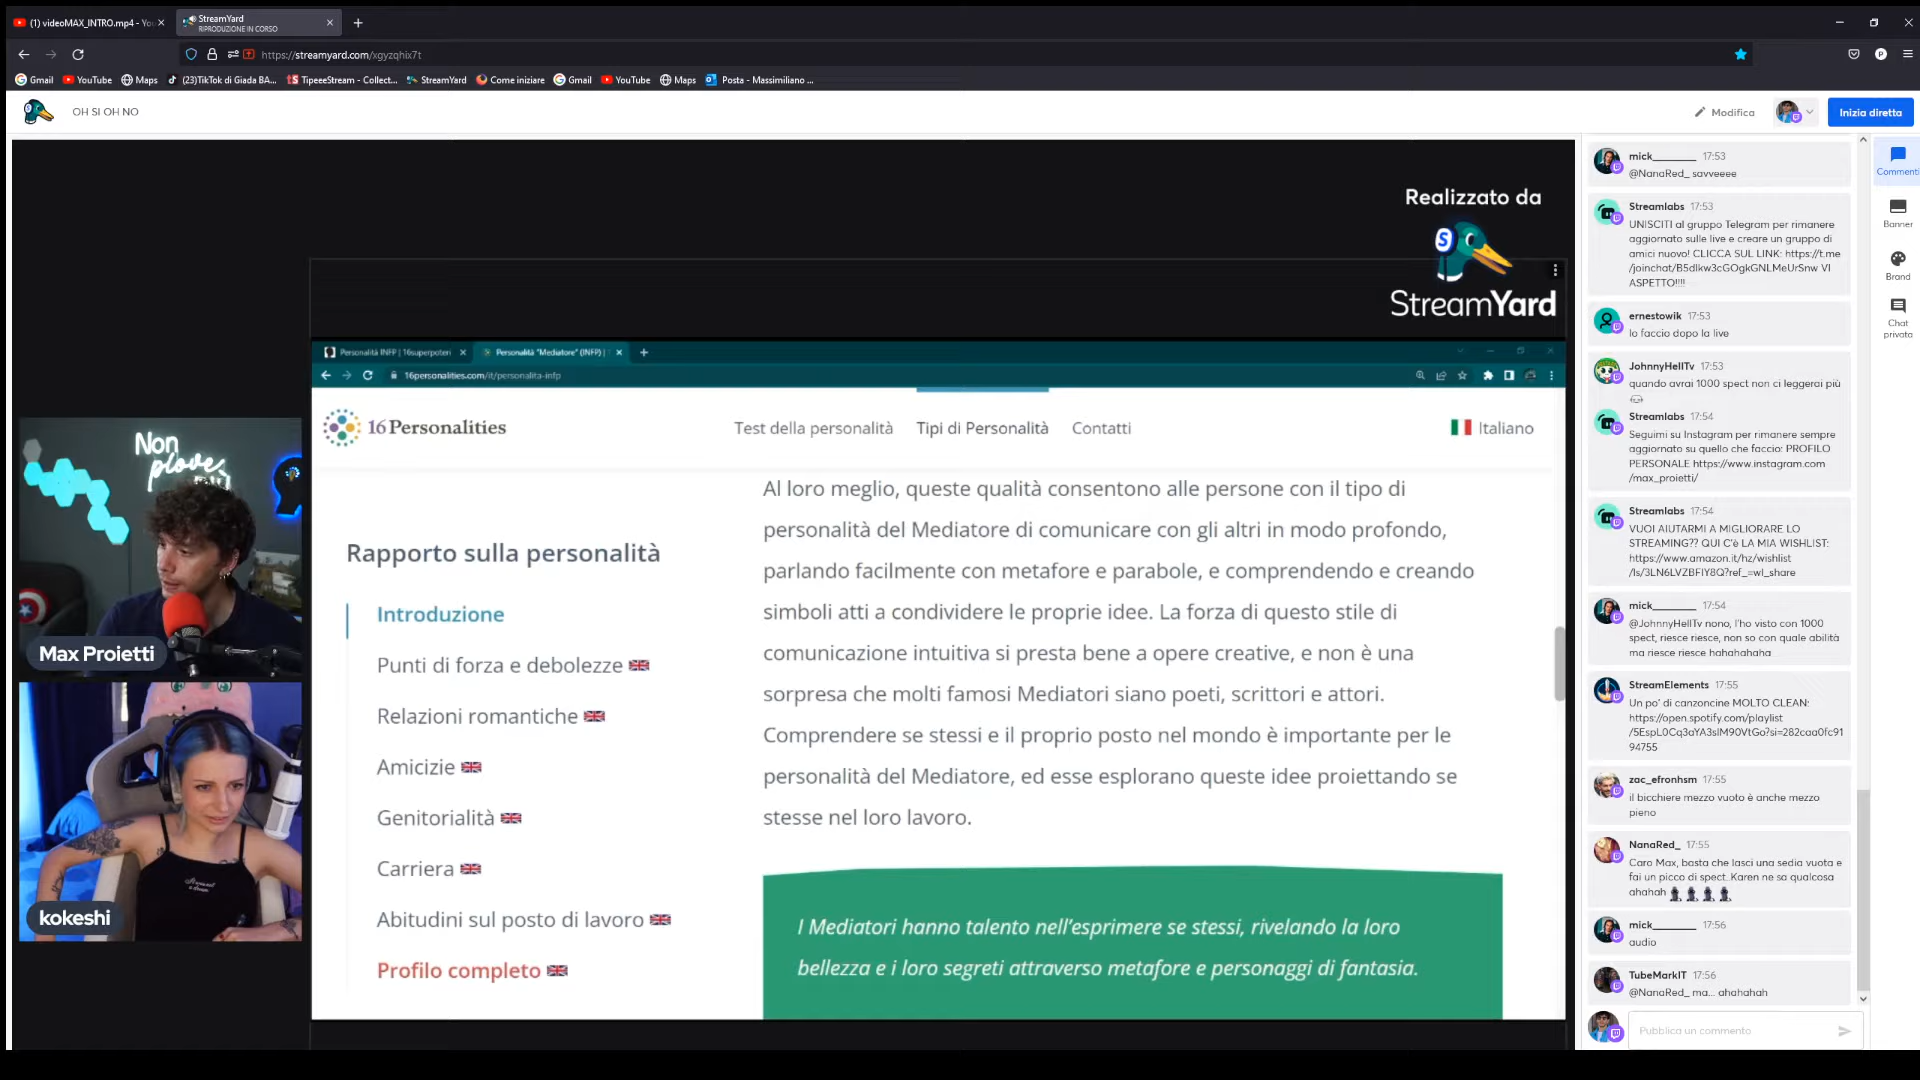 (1) videoMAX_INTRO.mp4 - You
StreamYard
RIPRODUZIONE IN CORSO
https://streamyard.com/xgyzqhix7t
Gmail
YouTube
Maps
(23)TikTok di Giada BA...
TipeeeStream - Collect...
StreamYard
Come iniziare
Gmail
YouTube
Maps
Posta - Massimiliano ...
OH SI OH NO
Modifica
Inizia diretta
Realizzato da
StreamYard
Personalità INFP | 16superpoteri
Personalità "Mediatore" (INFP) |
16personalities.com/it/personalita-infp
16Personalities
Test della personalità
Tipi di Personalità
Contatti
Italiano
Rapporto sulla personalità
Introduzione
Punti di forza e debolezze
Relazioni romantiche
Amicizie
Genitorialità
Carriera
Abitudini sul posto di lavoro
Profilo completo
Al loro meglio, queste qualità consentono alle persone con il tipo di
personalità del Mediatore di comunicare con gli altri in modo profondo,
parlando facilmente con metafore e parabole, e comprendendo e creando
simboli atti a condividere le proprie idee. La forza di questo stile di
comunicazione intuitiva si presta bene a opere creative, e non è una
sorpresa che molti famosi Mediatori siano poeti, scrittori e attori.
Comprendere se stessi e il proprio posto nel mondo è importante per le
personalità del Mediatore, ed esse esplorano queste idee proiettando se
stesse nel loro lavoro.
I Mediatori hanno talento nell'esprimere se stessi, rivelando la loro
bellezza e i loro segreti attraverso metafore e personaggi di fantasia.
Non
piove
Max Proietti
kokeshi
mick________ 17:53
@NanaRed_ savveeee
Streamlabs 17:53
UNISCITI al gruppo Telegram per rimanere
aggiornato sulle live e creare un gruppo di
amici nuovo! CLICCA SUL LINK: https://t.me
/joinchat/B5dIkw3cGOgkGNLMeUrSnw VI
ASPETTO!!!!
ernestowik 17:53
lo faccio dopo la live
JohnnyHellTv 17:53
quando avrai 1000 spect non ci leggerai più
Streamlabs 17:54
Seguimi su Instagram per rimanere sempre
aggiornato su quello che faccio: PROFILO
PERSONALE https://www.instagram.com
/max_proietti/
Streamlabs 17:54
VUOI AIUTARMI A MIGLIORARE LO
STREAMING?? QUI C'è LA MIA WISHLIST:
https://www.amazon.it/hz/wishlist
/ls/3LN6LVZBFIY8Q?ref_=wl_share
mick________ 17:54
@JohnnyHellTv nono, l'ho visto con 1000
spect, riesce riesce, non so con quale abilità
ma riesce riesce hahahahaha
StreamElements 17:55
Un po' di canzoncine MOLTO CLEAN:
https://open.spotify.com/playlist
/5EspL0Cq3aYA3slM90VtGo?si=282caa0fc91
94755
zac_efronhsm 17:55
il bicchiere mezzo vuoto è anche mezzo
pieno
NanaRed_ 17:55
Caro Max, basta che lasci una sedia vuota e
fai un picco di spect..Karen ne sa qualcosa
ahahah
mick________ 17:56
audio
TubeMarkIT 17:56
@NanaRed_ ma... ahahahah
Pubblica un commento
Commenti
Banner
Brand
Chat
privata